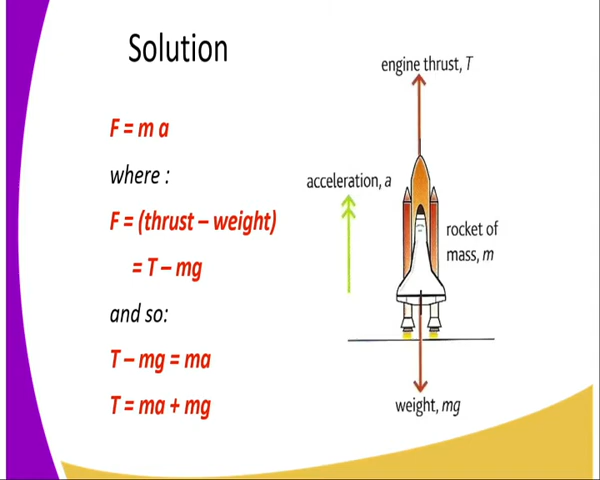 Solution
F = m a
where :
F = (thrust – weight)
= T – mg
and so:
T – mg = ma
T = ma + mg
engine thrust, T
acceleration, a
rocket of
mass, m
weight, mg